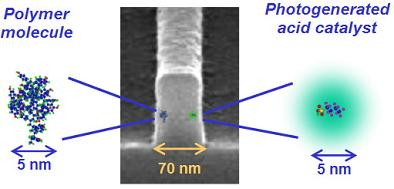 Polymer
molecule
Photogenerated
acid catalyst
5 nm
70 nm
5 nm